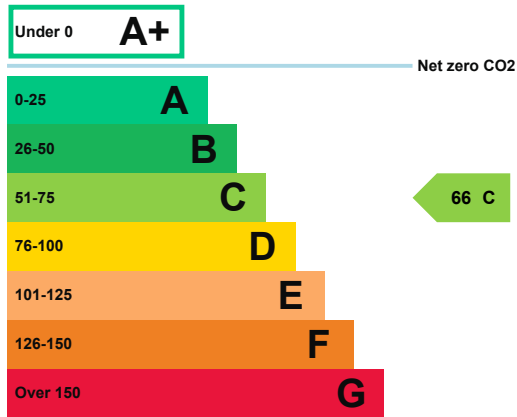 Under 0 A+
Net zero CO2
0-25 A
26-50 B
51-75 C
66 C
76-100 D
101-125 E
126-150 F
Over 150 G